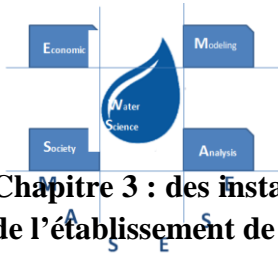 Economic
Modeling
Water
Science
Society
Analysis
Chapitre 3 : des insta
de l’établissement de
M A S E S E